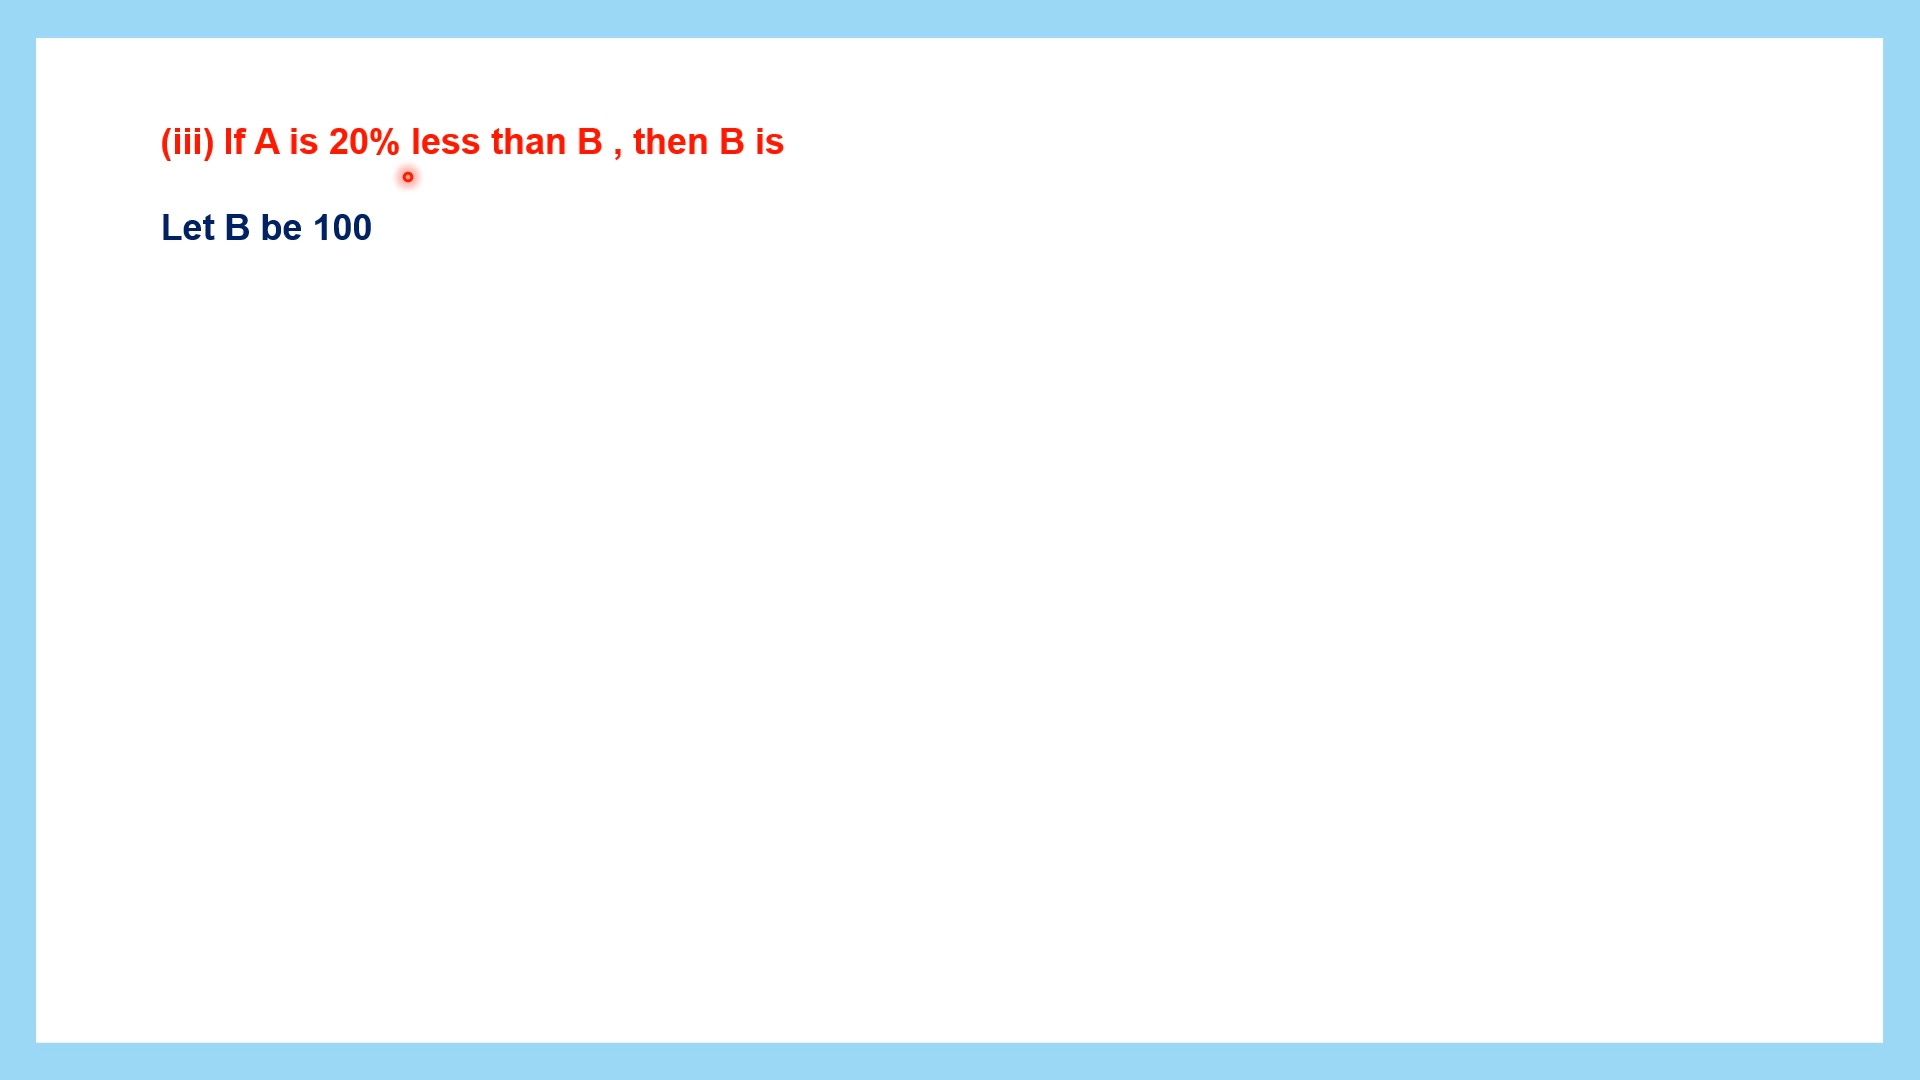 (iii) If A is 20% less than B , then B is
Let B be 100